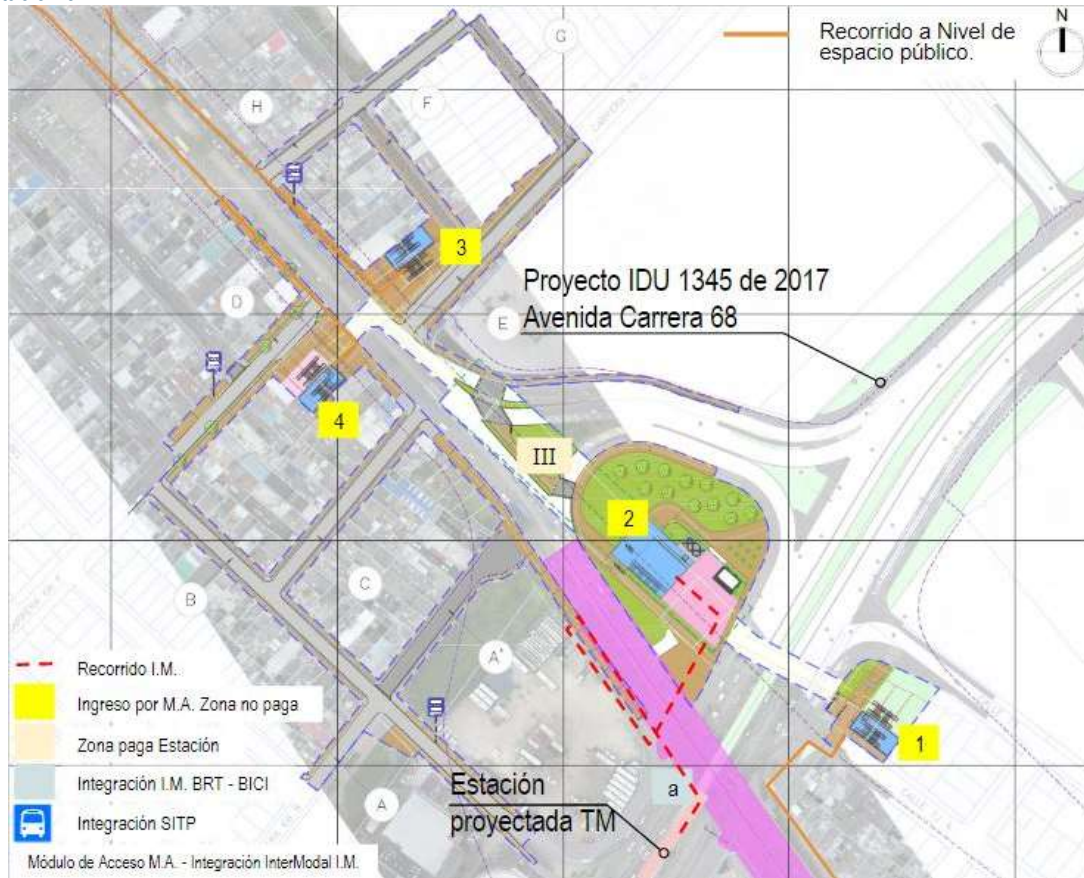 Recorrido a Nivel de
espacio público.
N
G
H
F
3
Proyecto IDU 1345 de 2017
Avenida Carrera 68
D
E
4
III
2
B
C
A'
1
a
Estación
proyectada TM
A
Recorrido I.M.
Ingreso por M.A. Zona no paga
Zona paga Estación
Integración I.M. BRT - BICI
Integración SITP
Módulo de Acceso M.A. - Integración InterModal I.M.